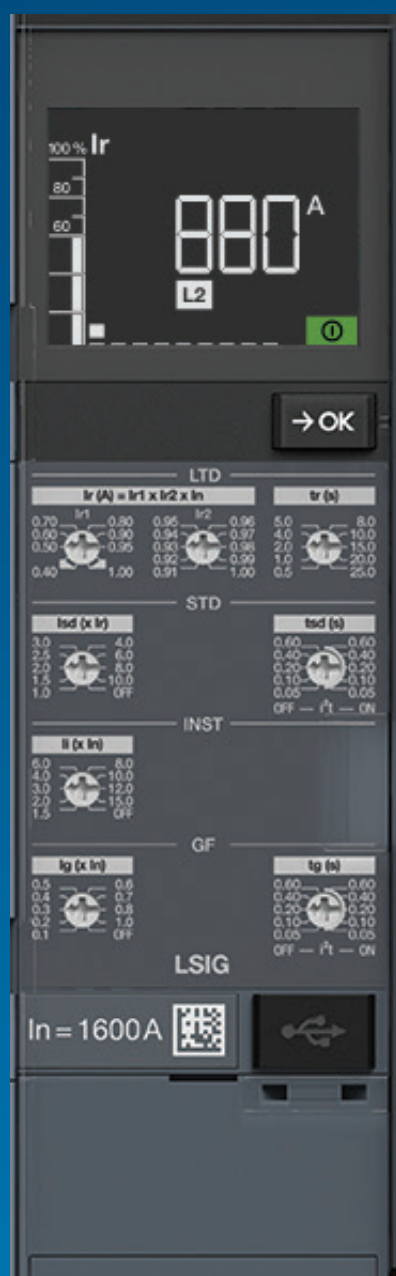 100 % Ir
80
60
880 A
L2
→OK
LTD
Ir (A) = Ir1 x Ir2 x In
tr (s)
Ir1
Ir2
0.70 0.80 0.95 0.96 5.0 8.0
0.60 0.90 0.94 0.97 4.0 10.0
0.50 0.95 0.93 0.98 2.0 15.0
0.92 0.99 1.0 20.0
0.40 1.00 0.91 1.00 0.5 25.0
STD
Isd (x Ir)
tsd (s)
3.0 4.0 0.60 0.60
2.5 6.0 0.40 0.40
2.0 8.0 0.20 0.20
1.5 10.0 0.10 0.10
1.0 OFF 0.05 0.05
OFF — I²t — ON
INST
Ii (x In)
6.0 8.0
4.0 10.0
3.0 12.0
2.0 15.0
1.5 OFF
GF
Ig (x In)
tg (s)
0.5 0.6 0.60 0.60
0.4 0.7 0.40 0.40
0.3 0.8 0.20 0.20
0.2 1.0 0.10 0.10
0.1 OFF 0.05 0.05
OFF — I²t — ON
LSIG
In = 1600A